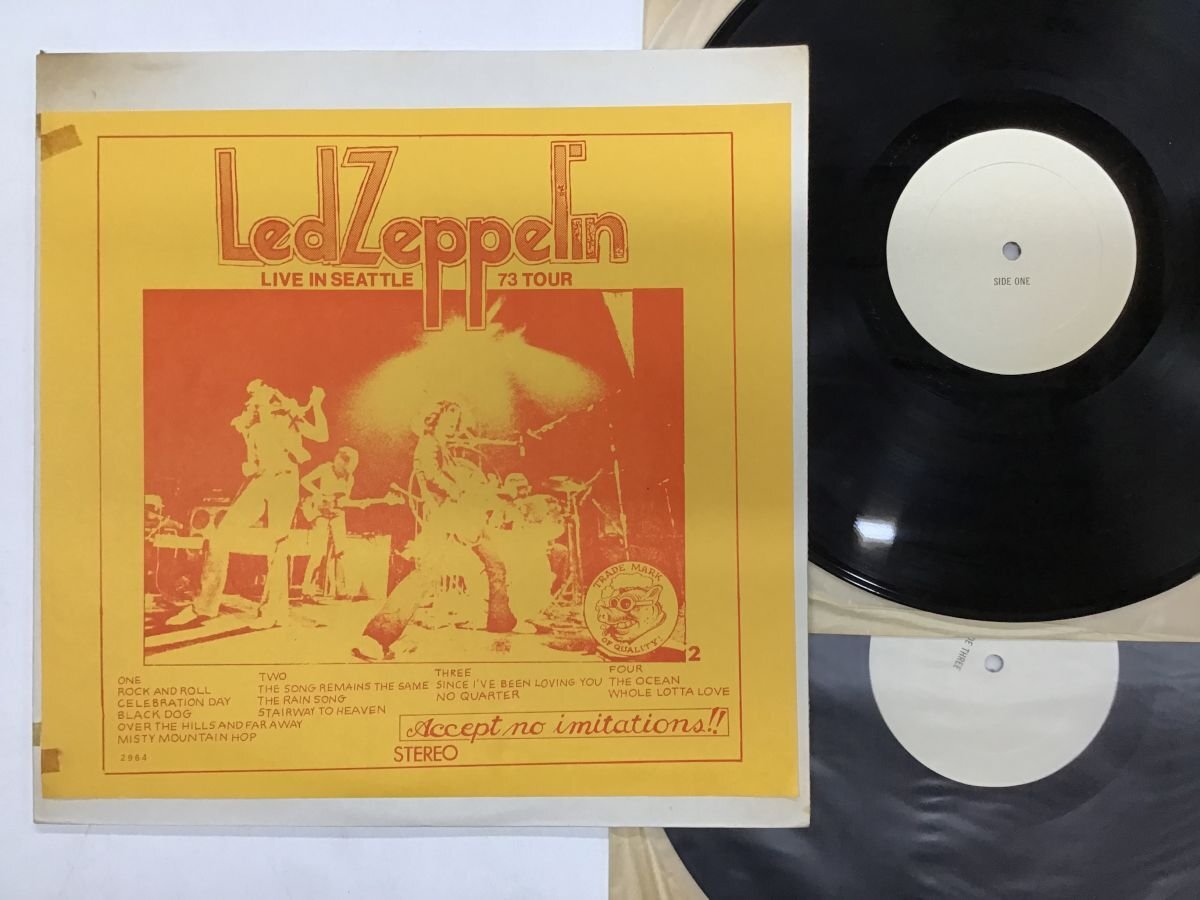 Led Zeppelin
LIVE IN SEATTLE 73 TOUR
TRADE MARK
OF QUALITY
2
ONE
ROCK AND ROLL
CELEBRATION DAY
BLACK DOG
OVER THE HILLS AND FAR AWAY
MISTY MOUNTAIN HOP
TWO
THE SONG REMAINS THE SAME
THE RAIN SONG
STAIRWAY TO HEAVEN
THREE
SINCE I'VE BEEN LOVING YOU
NO QUARTER
FOUR
THE OCEAN
WHOLE LOTTA LOVE
Accept no imitations!!
2964
STEREO
SIDE ONE
THREE